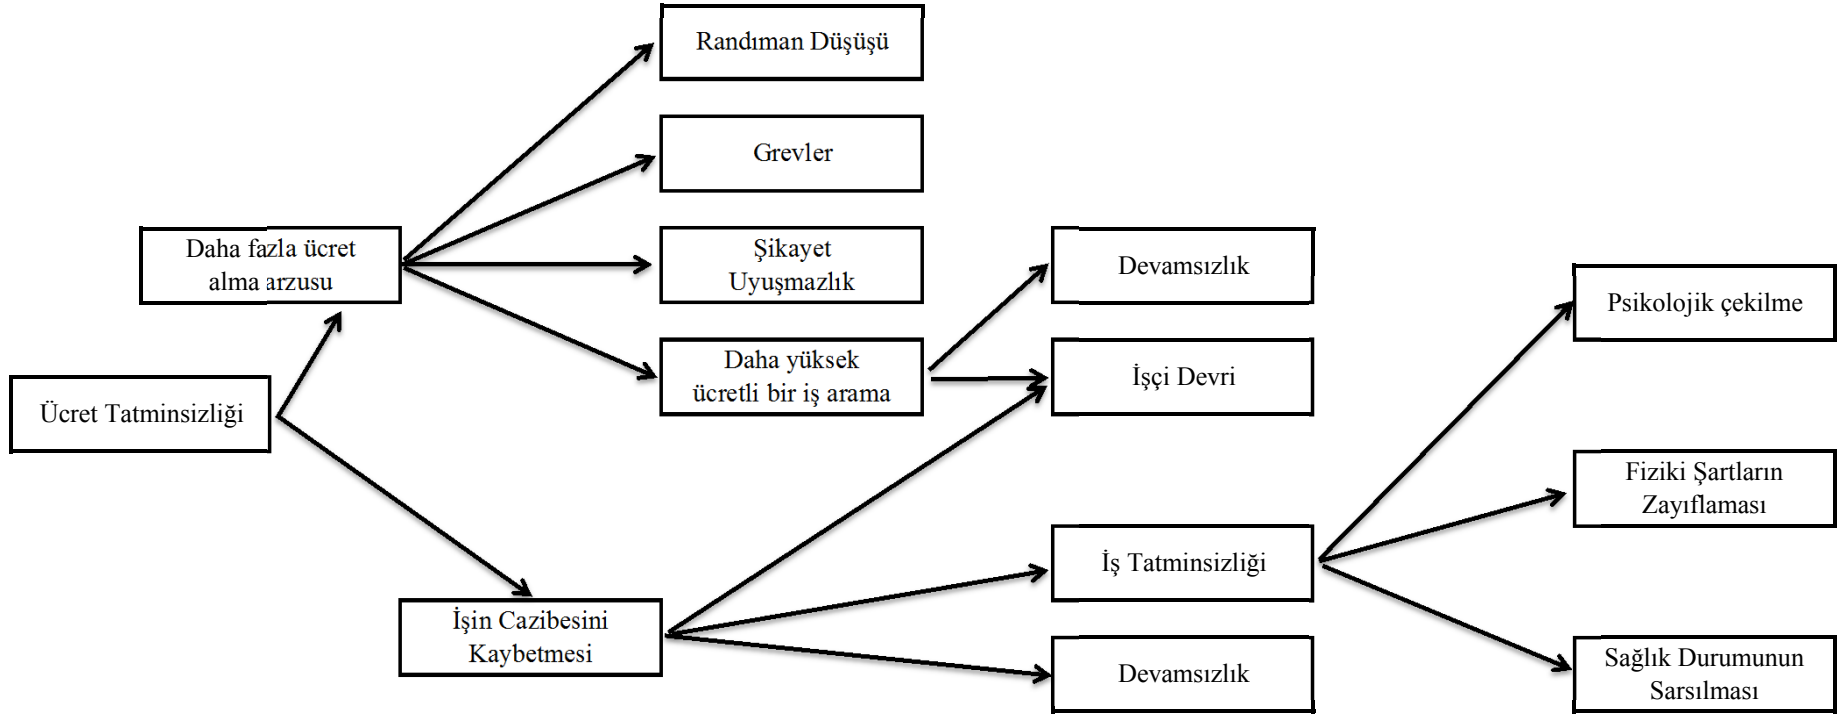 Randıman Düşüşü
Grevler
Daha fazla ücret
alma arzusu
Şikayet
Uyuşmazlık
Devamsızlık
Psikolojik çekilme
Daha yüksek
ücretli bir iş arama
İşçi Devri
Ücret Tatminsizliği
Fiziki Şartların
Zayıflaması
İş Tatminsizliği
İşin Cazibesini
Kaybetmesi
Devamsızlık
Sağlık Durumunun
Sarsılması